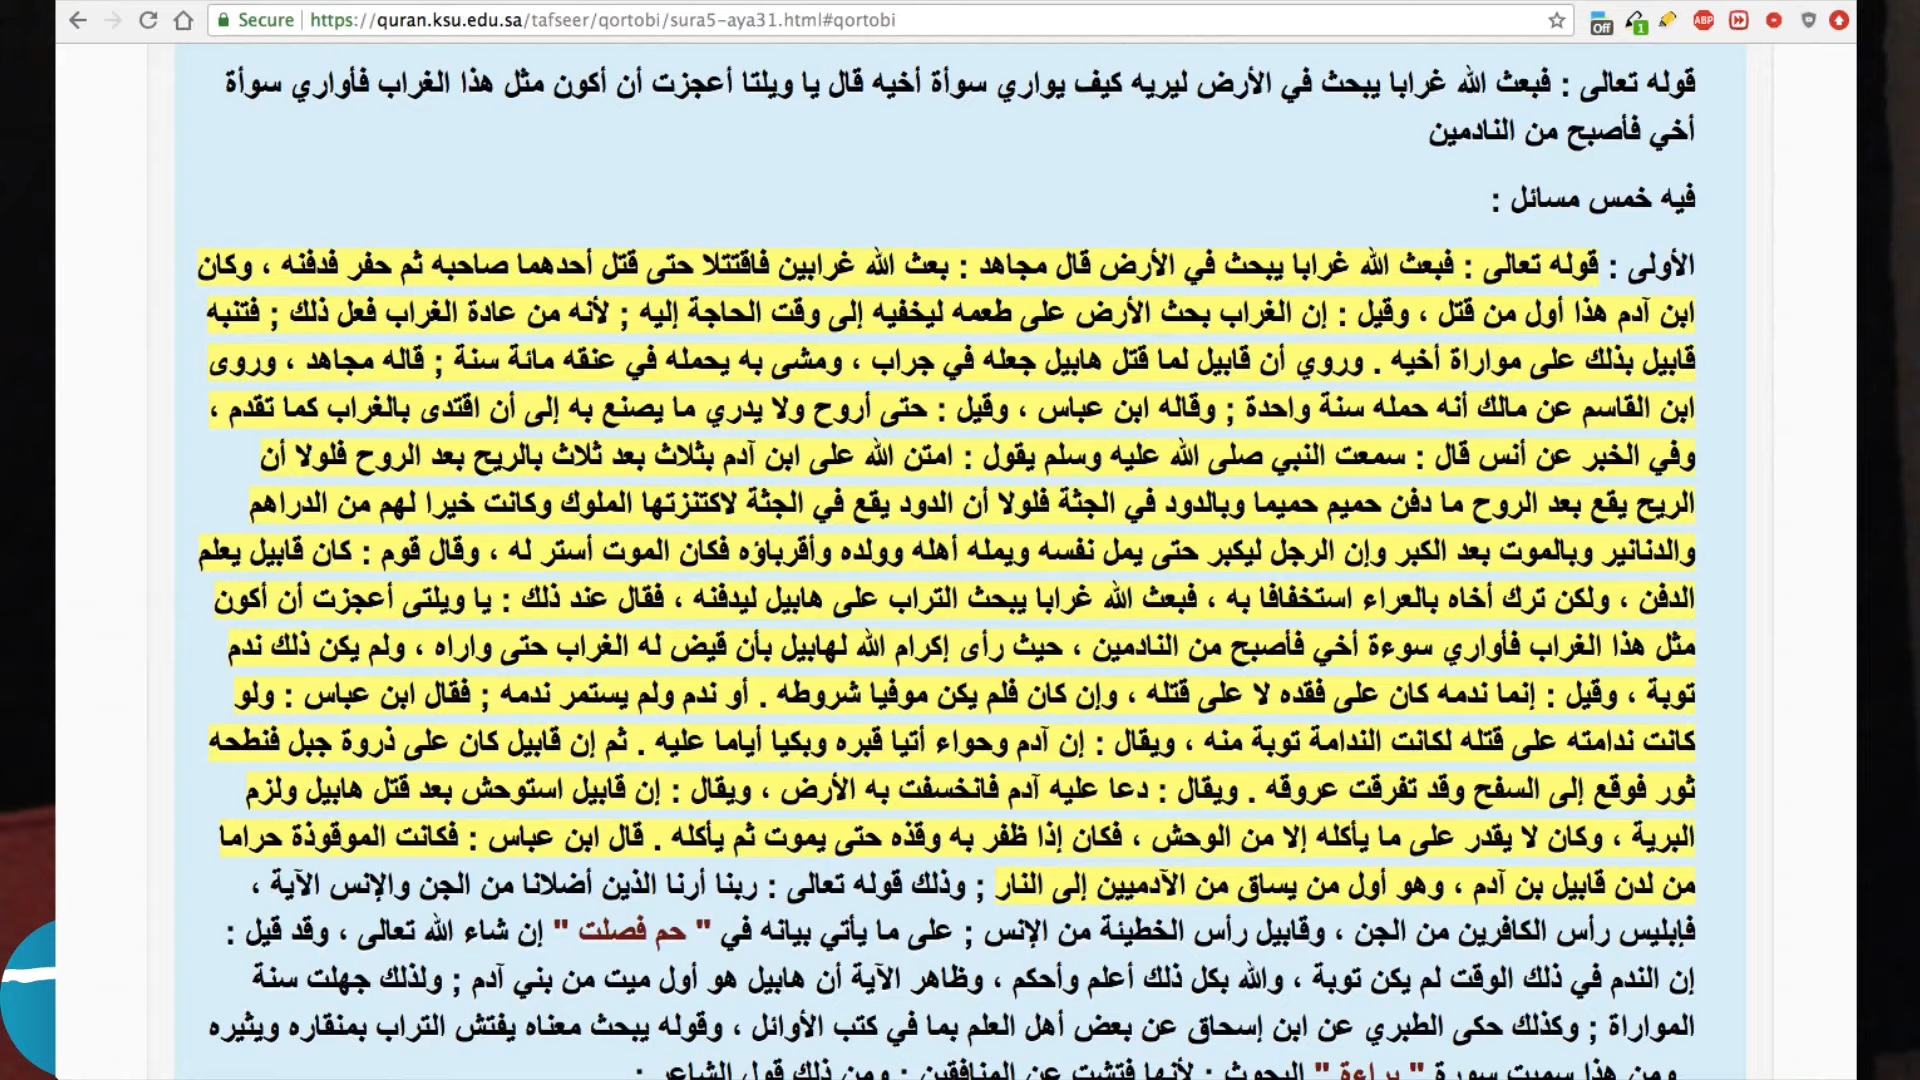 Secure https://quran.ksu.edu.sa/tafseer/qortobi/sura5-aya31.html#qortobi
Off 1 ABP
قوله تعالى : فبعث الله غرابا يبحث في الأرض ليريه كيف يواري سوأة أخيه قال يا ويلتا أعجزت أن أكون مثل هذا الغراب فأواري سوأة
أخي فأصبح من النادمين
فيه خمس مسائل :
الأولى : قوله تعالى : فبعث الله غرابا يبحث في الأرض قال مجاهد : بعث الله غرابين فاقتتلا حتى قتل أحدهما صاحبه ثم حفر فدفنه ، وكان
ابن آدم هذا أول من قتل ، وقيل : إن الغراب بحث الأرض على طعمه ليخفيه إلى وقت الحاجة إليه ; لأنه من عادة الغراب فعل ذلك ; فتنبه
قابيل بذلك على مواراة أخيه . وروي أن قابيل لما قتل هابيل جعله في جراب ، ومشى به يحمله في عنقه مائة سنة ; قاله مجاهد ، وروى
ابن القاسم عن مالك أنه حمله سنة واحدة ; وقاله ابن عباس ، وقيل : حتى أروح ولا يدري ما يصنع به إلى أن اقتدى بالغراب كما تقدم ،
وفي الخبر عن أنس قال : سمعت النبي صلى الله عليه وسلم يقول : امتن الله على ابن آدم بثلاث بعد ثلاث بالريح بعد الروح فلولا أن
الريح يقع بعد الروح ما دفن حميم حميما وبالدود في الجثة فلولا أن الدود يقع في الجثة لاكتنزتها الملوك وكانت خيرا لهم من الدراهم
والدنانير وبالموت بعد الكبر وإن الرجل ليكبر حتى يمل نفسه ويمله أهله وولده وأقرباؤه فكان الموت أستر له ، وقال قوم : كان قابيل يعلم
الدفن ، ولكن ترك أخاه بالعراء استخفافا به ، فبعث الله غرابا يبحث التراب على هابيل ليدفنه ، فقال عند ذلك : يا ويلتى أعجزت أن أكون
مثل هذا الغراب فأواري سوءة أخي فأصبح من النادمين ، حيث رأى إكرام الله لهابيل بأن قيض له الغراب حتى واراه ، ولم يكن ذلك ندم
توبة ، وقيل : إنما ندمه كان على فقده لا على قتله ، وإن كان فلم يكن موفيا شروطه . أو ندم ولم يستمر ندمه ; فقال ابن عباس : ولو
كانت ندامته على قتله لكانت الندامة توبة منه ، ويقال : إن آدم وحواء أتيا قبره وبكيا أياما عليه . ثم إن قابيل كان على ذروة جبل فنطحه
ثور فوقع إلى السفح وقد تفرقت عروقه . ويقال : دعا عليه آدم فانخسفت به الأرض ، ويقال : إن قابيل استوحش بعد قتل هابيل ولزم
البرية ، وكان لا يقدر على ما يأكله إلا من الوحش ، فكان إذا ظفر به وقذه حتى يموت ثم يأكله . قال ابن عباس : فكانت الموقوذة حراما
من لدن قابيل بن آدم ، وهو أول من يساق من الآدميين إلى النار ; وذلك قوله تعالى : ربنا أرنا الذين أضلانا من الجن والإنس الآية ،
فإبليس رأس الكافرين من الجن ، وقابيل رأس الخطيئة من الإنس ; على ما يأتي بيانه في " حم فصلت " إن شاء الله تعالى ، وقد قيل :
إن الندم في ذلك الوقت لم يكن توبة ، والله بكل ذلك أعلم وأحكم ، وظاهر الآية أن هابيل هو أول ميت من بني آدم ; ولذلك جهلت سنة
المواراة ; وكذلك حكى الطبري عن ابن إسحاق عن بعض أهل العلم بما في كتب الأوائل ، وقوله يبحث معناه يفتش التراب بمنقاره ويثيره
ومن هذا سميت سورة " براءة " البحوث ; لأنها فتشت عن المنافقين ; ومن ذلك قول الشاعر :